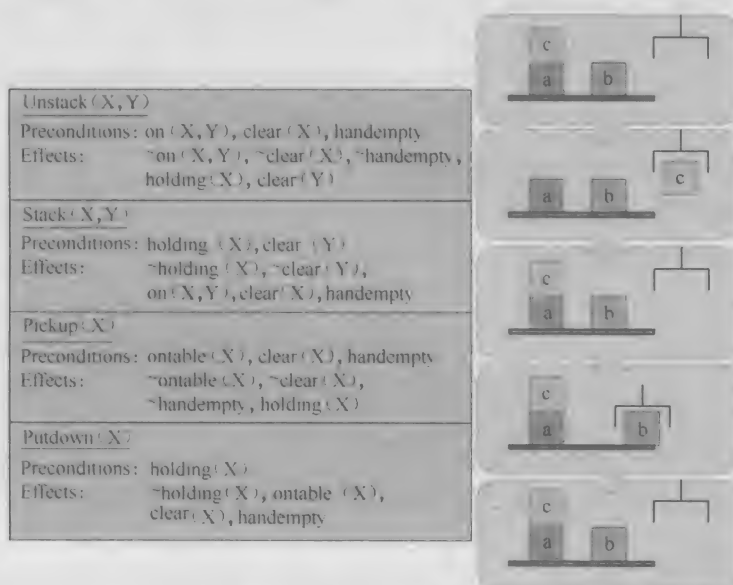 Unstack(X,Y)
Preconditions: on(X,Y), clear(X), handempty
Effects: ~on(X,Y), ~clear(X), ~handempty,
holding(X), clear(Y)
Stack(X,Y)
Preconditions: holding (X), clear (Y)
Effects: ~holding (X), ~clear(Y),
on(X,Y), clear(X), handempty
Pickup(X)
Preconditions: ontable(X), clear(X), handempty
Effects: ~ontable(X), ~clear(X),
~handempty, holding(X)
Putdown(X)
Preconditions: holding(X)
Effects: ~holding(X), ontable (X),
clear(X), handempty
c
a b
c
a b
c
a b
c
a b
c
a b